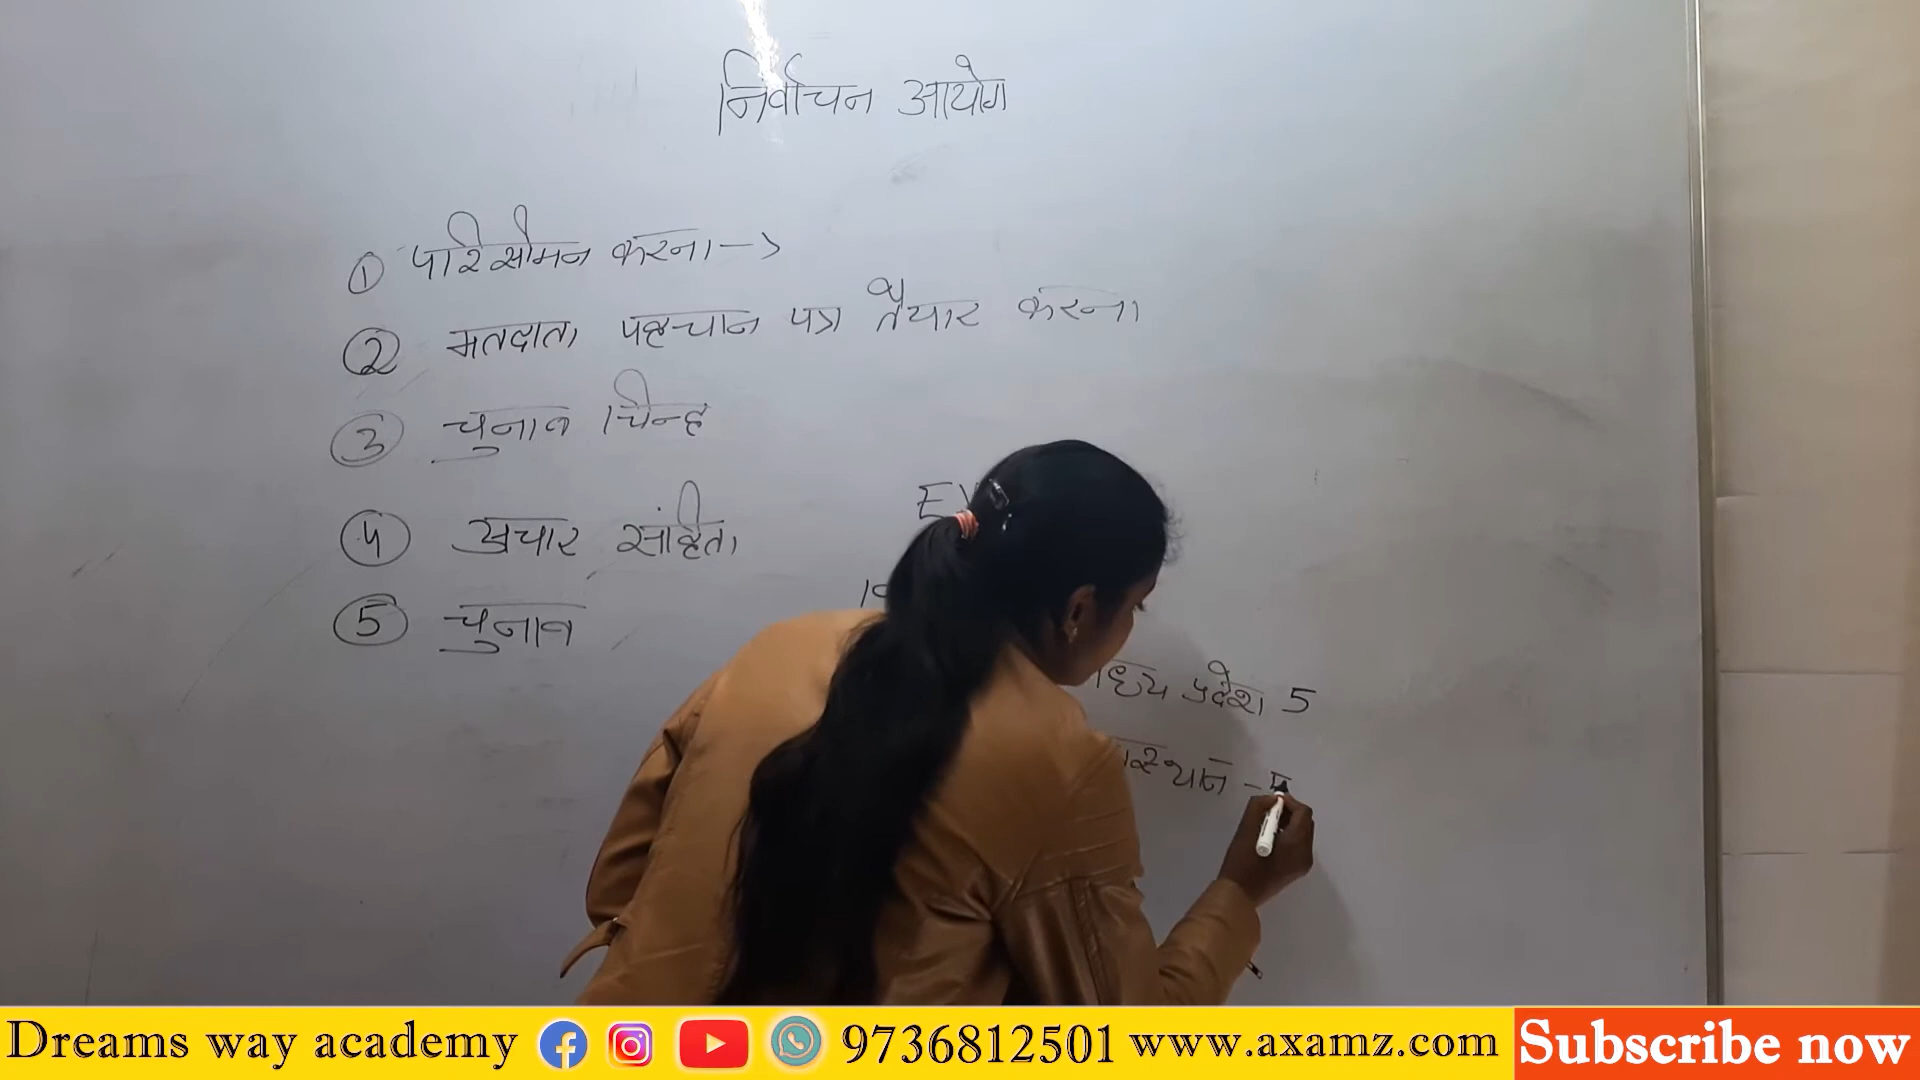 निर्वाचन आयोग
① परिसीमन करना →
② मतदाता पहचान पत्र तैयार करना
③ चुनाव चिन्ह
④ अचार संहिता
⑤ चुनाव
प्रदेश 5
Dreams way academy 9736812501 www.axamz.com Subscribe now